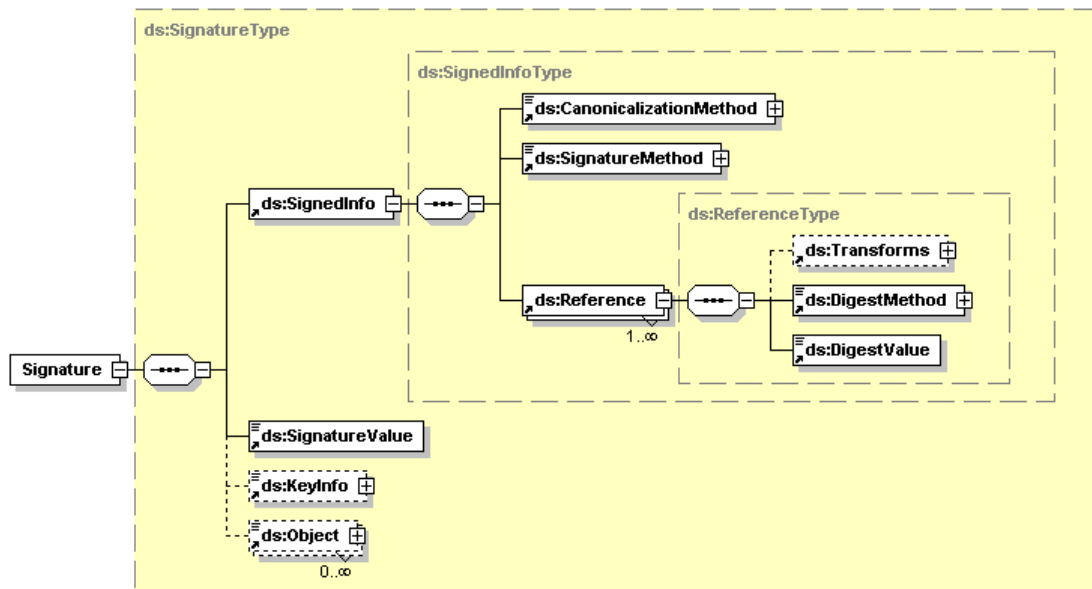 ds:SignatureType
ds:SignedInfoType
ds:CanonicalizationMethod
ds:SignatureMethod
ds:SignedInfo
ds:ReferenceType
ds:Transforms
ds:Reference
ds:DigestMethod
1..∞
ds:DigestValue
Signature
ds:SignatureValue
ds:KeyInfo
ds:Object
0..∞